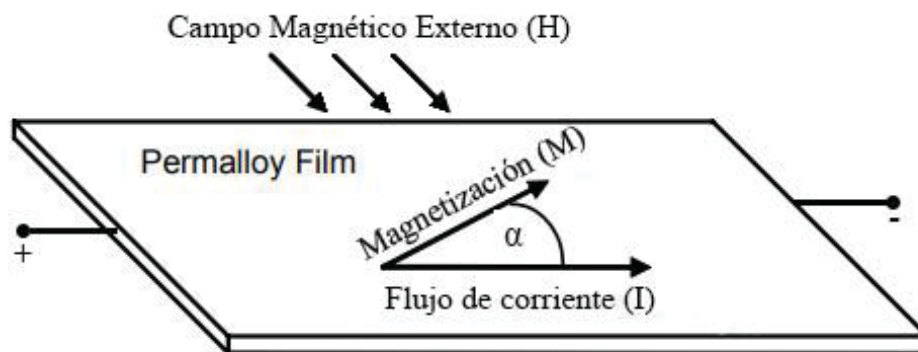 Campo Magnético Externo (H)
Permalloy Film
Magnetización (M)
α
+
-
Flujo de corriente (I)